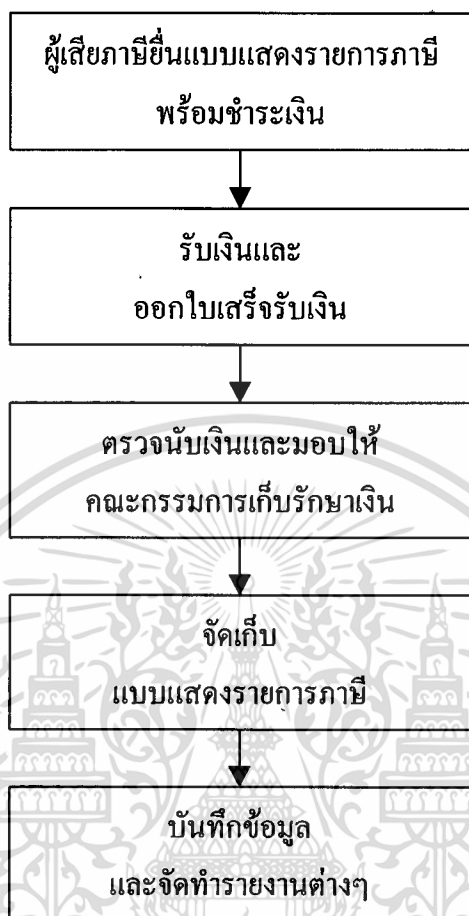 ผู้เสียภาษียื่นแบบแสดงรายการภาษี
พร้อมชำระเงิน
รับเงินและ
ออกใบเสร็จรับเงิน
ตรวจนับเงินและมอบให้
คณะกรรมการเก็บรักษาเงิน
จัดเก็บ
แบบแสดงรายการภาษี
บันทึกข้อมูล
และจัดทำรายงานต่างๆ